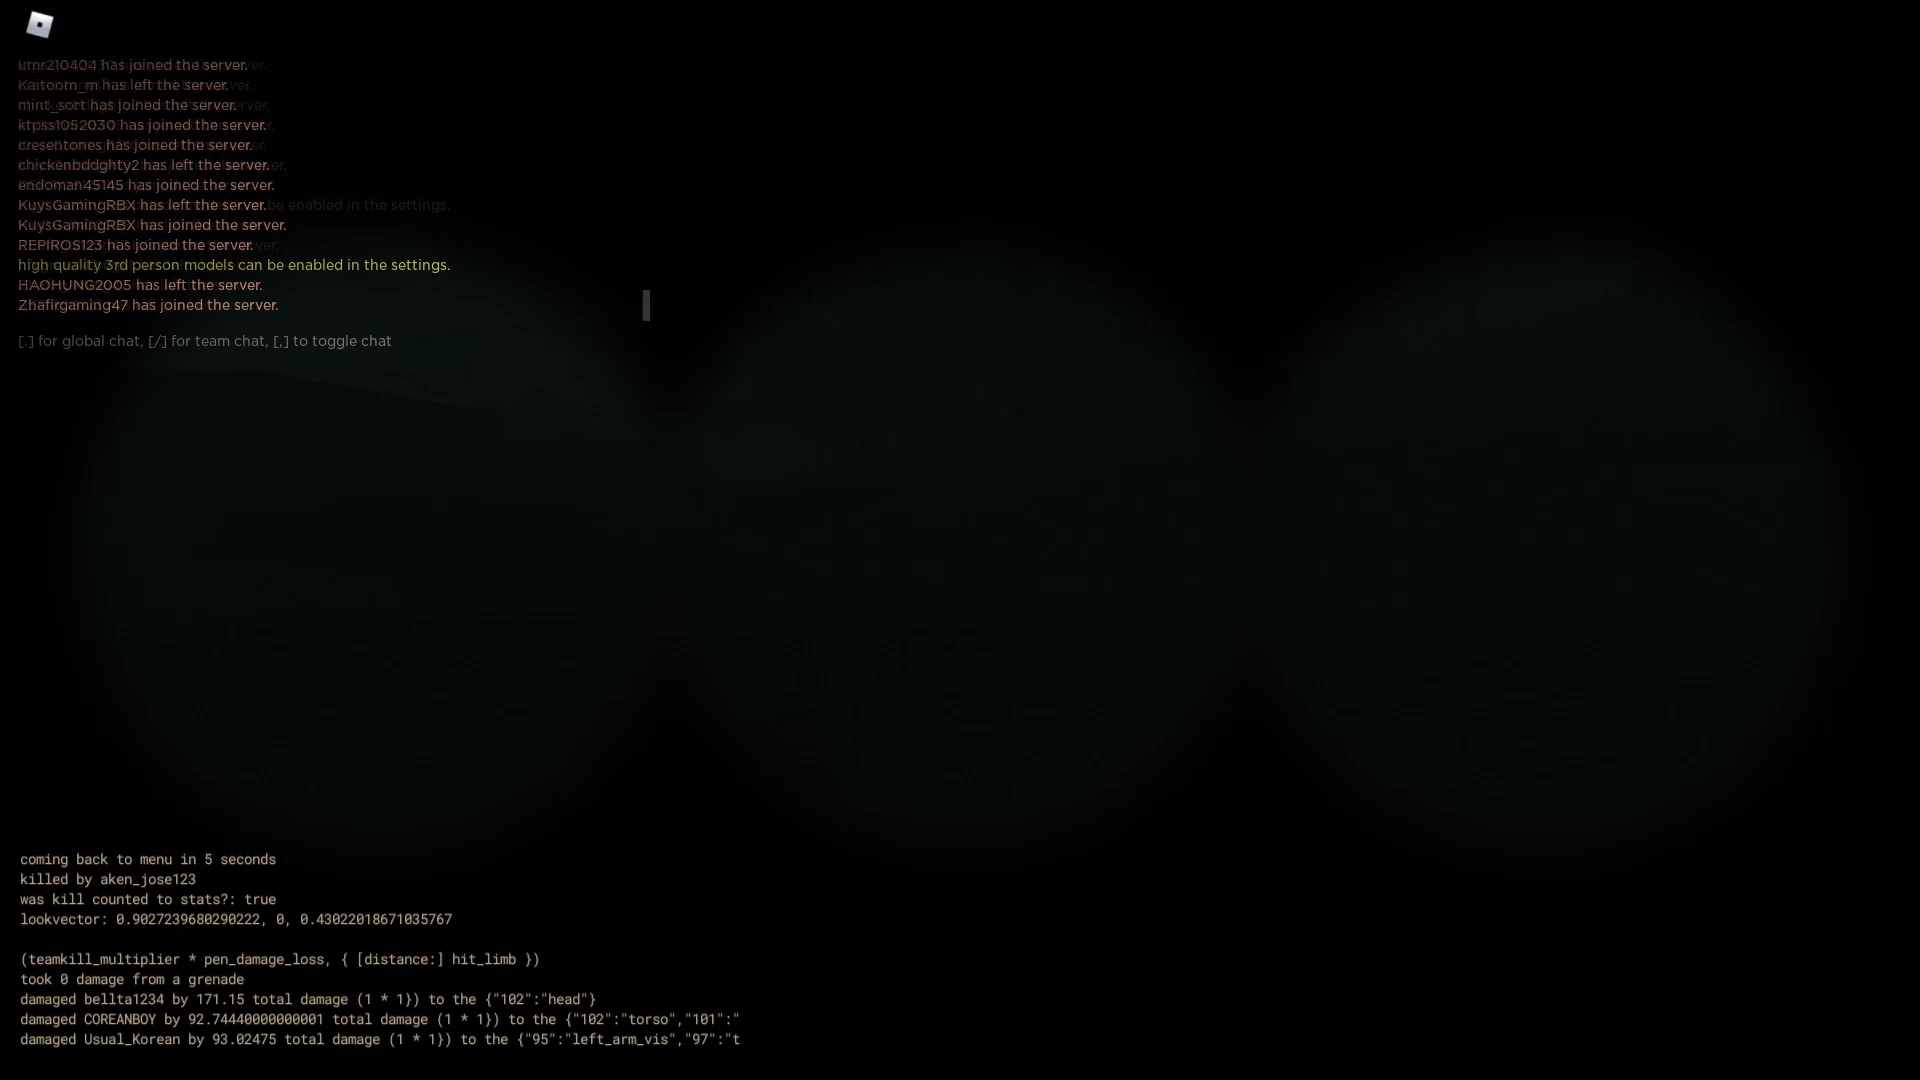 has joined the server.
Kaitoom_m has left the server.
mint_sort has joined the server.
ktpss1052030 has joined the server.
has joined the server.
has left the server.
has joined the server.
KuysGamingRBX has left the server.
KuysGamingRBX has joined the server.
REPIROS123 has joined the server.
high quality 3rd person models can be enabled in the settings.
HAOHUNG2005 has left the server.
Zhafirgaming47 has joined the server.
[.] for global chat, [/] for team chat, [,] to toggle chat
coming back to menu in 5 seconds
killed by aken_jose123
was kill counted to stats?: true
lookvector: 0.9027239680290222, 0, 0.43022018671035767
(teamkill_multiplier * pen_damage_loss, { [distance:] hit_limb })
took 0 damage from a grenade
damaged bellta1234 by 171.15 total damage (1 * 1}) to the {"102":"head"}
damaged COREANBOY by 92.74440000000001 total damage (1 * 1}) to the {"102":"torso","101":"
damaged Usual_Korean by 93.02475 total damage (1 * 1}) to the {"95":"left_arm_vis","97":"t